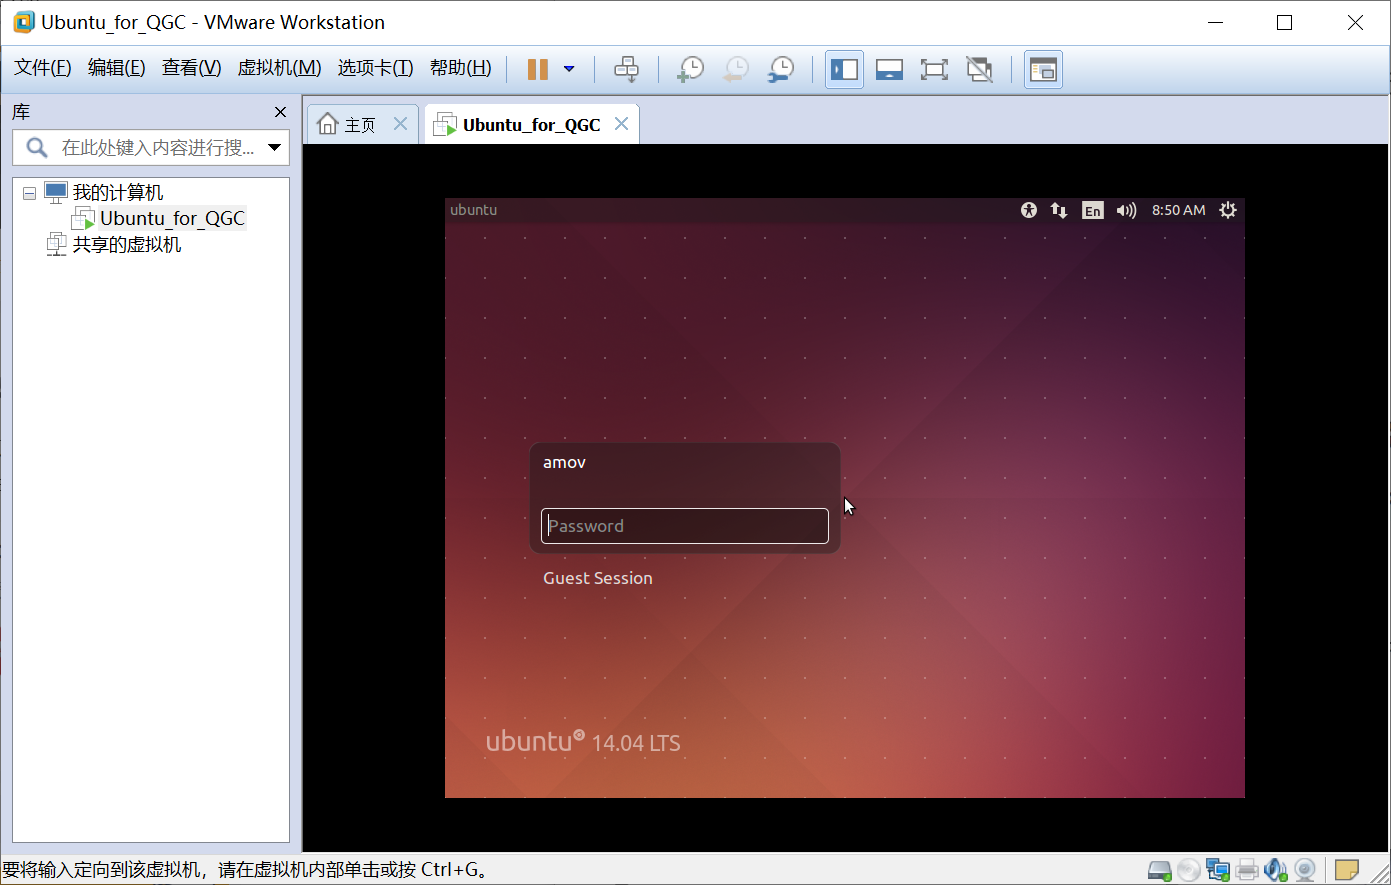 Ubuntu_for_QGC - VMware Workstation
文件(F) 编辑(E) 查看(V) 虚拟机(M) 选项卡(T) 帮助(H)
库
在此处键入内容进行搜...
我的计算机
Ubuntu_for_QGC
共享的虚拟机
主页
Ubuntu_for_QGC
ubuntu
En
8:50 AM
amov
Password
Guest Session
ubuntu® 14.04 LTS
要将输入定向到该虚拟机，请在虚拟机内部单击或按 Ctrl+G。